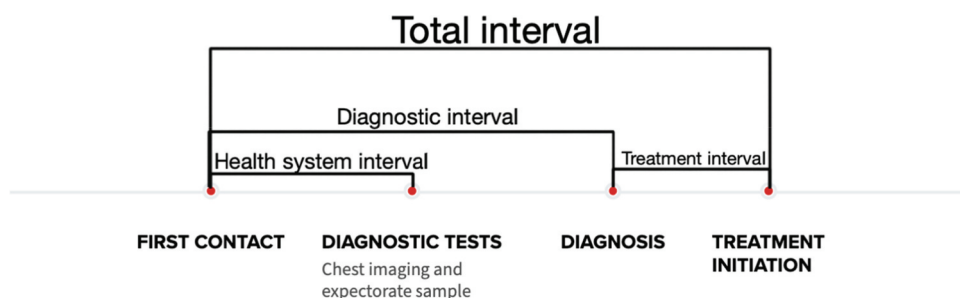 Total interval
Diagnostic interval
Health system interval
Treatment interval
FIRST CONTACT
DIAGNOSTIC TESTS
Chest imaging and
expectorate sample
DIAGNOSIS
TREATMENT
INITIATION